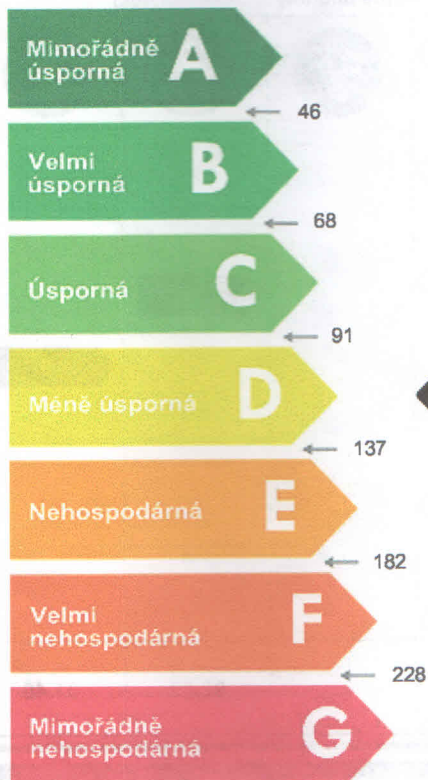 Mimořádně
úsporná
A
46
Velmi
úsporná
B
68
Úsporná
C
91
Méně úsporná
D
137
Nehospodárná
E
182
Velmi
nehospodárná
F
228
Mimořádně
nehospodárná
G